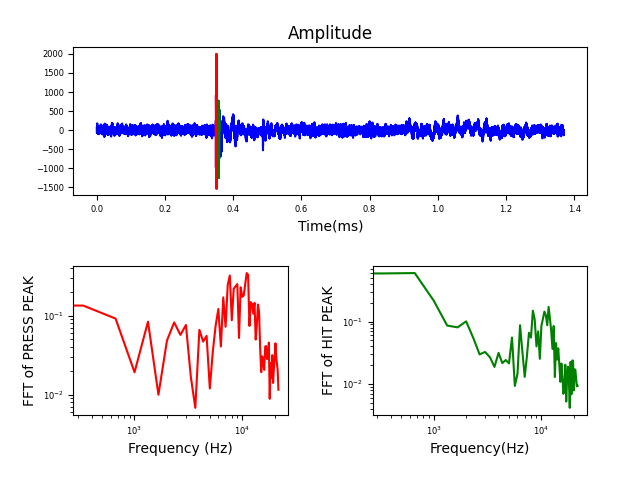 Amplitude
2000
1500
1000
500
0
−500
−1000
−1500
0.0 0.2 0.4 0.6 0.8 1.0 1.2 1.4
Time(ms)
FFT of PRESS PEAK
10⁻¹
10⁻²
10³ 10⁴
Frequency (Hz)
FFT of HIT PEAK
10⁻¹
10⁻²
10³ 10⁴
Frequency(Hz)